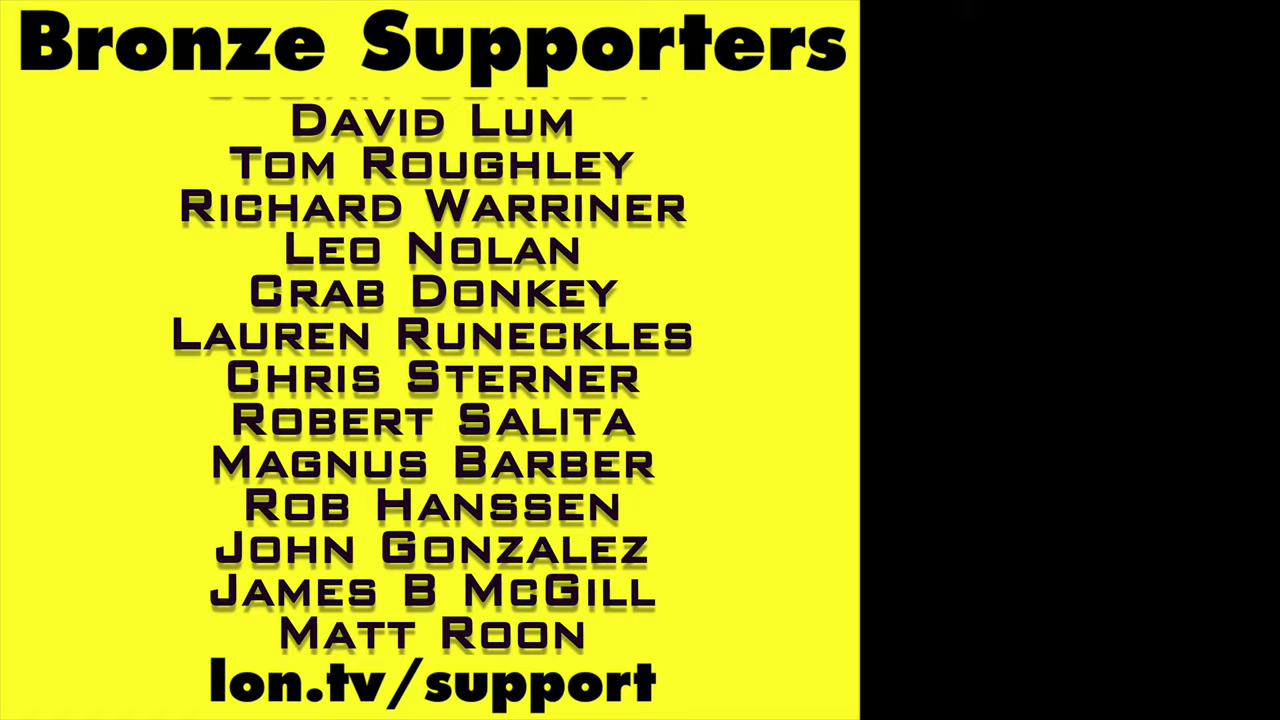 Bronze Supporters
David Lum
Tom Roughley
Richard Warriner
Leo Nolan
Crab Donkey
Lauren Runeckles
Chris Sterner
Robert Salita
Magnus Barber
Rob Hanssen
John Gonzalez
James B McGill
Matt Roon
lon.tv/support